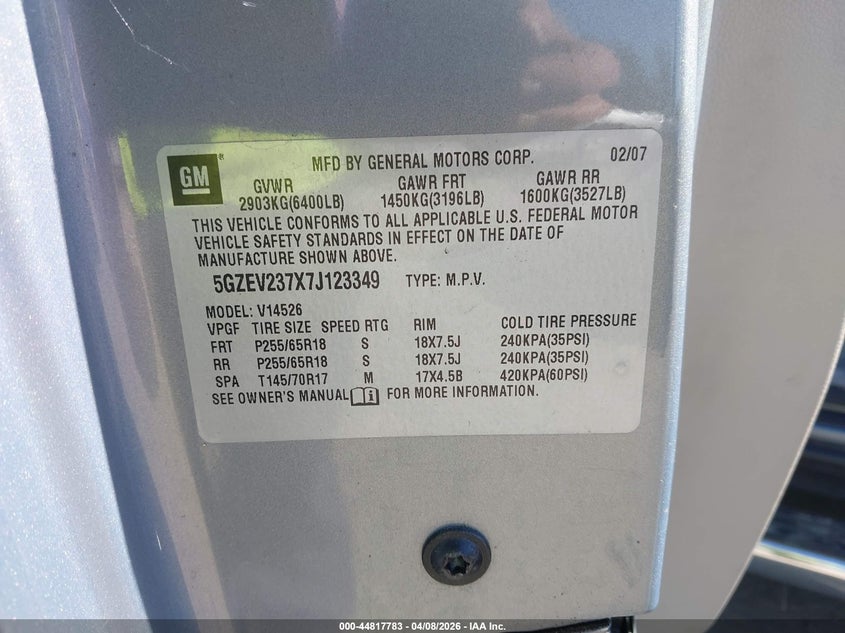 GM ® MFD BY GENERAL MOTORS CORP. 02/07
GVWR GAWR FRT GAWR RR
2903KG(6400LB) 1450KG(3196LB) 1600KG(3527LB)
THIS VEHICLE CONFORMS TO ALL APPLICABLE U.S. FEDERAL MOTOR
VEHICLE SAFETY STANDARDS IN EFFECT ON THE DATE OF
MANUFACTURE SHOWN ABOVE.
5GZEV237X7J123349 TYPE: M.P.V.
MODEL: V14526
VPGF TIRE SIZE SPEED RTG RIM COLD TIRE PRESSURE
FRT P255/65R18 S 18X7.5J 240KPA(35PSI)
RR P255/65R18 S 18X7.5J 240KPA(35PSI)
SPA T145/70R17 M 17X4.5B 420KPA(60PSI)
SEE OWNER'S MANUAL i FOR MORE INFORMATION.
000-44817783 - 04/08/2026 - IAA Inc.